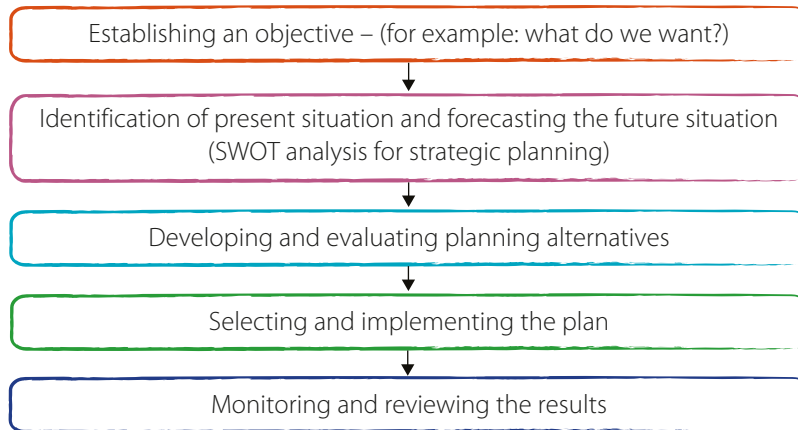 Establishing an objective – (for example: what do we want?)
Identification of present situation and forecasting the future situation
(SWOT analysis for strategic planning)
Developing and evaluating planning alternatives
Selecting and implementing the plan
Monitoring and reviewing the results